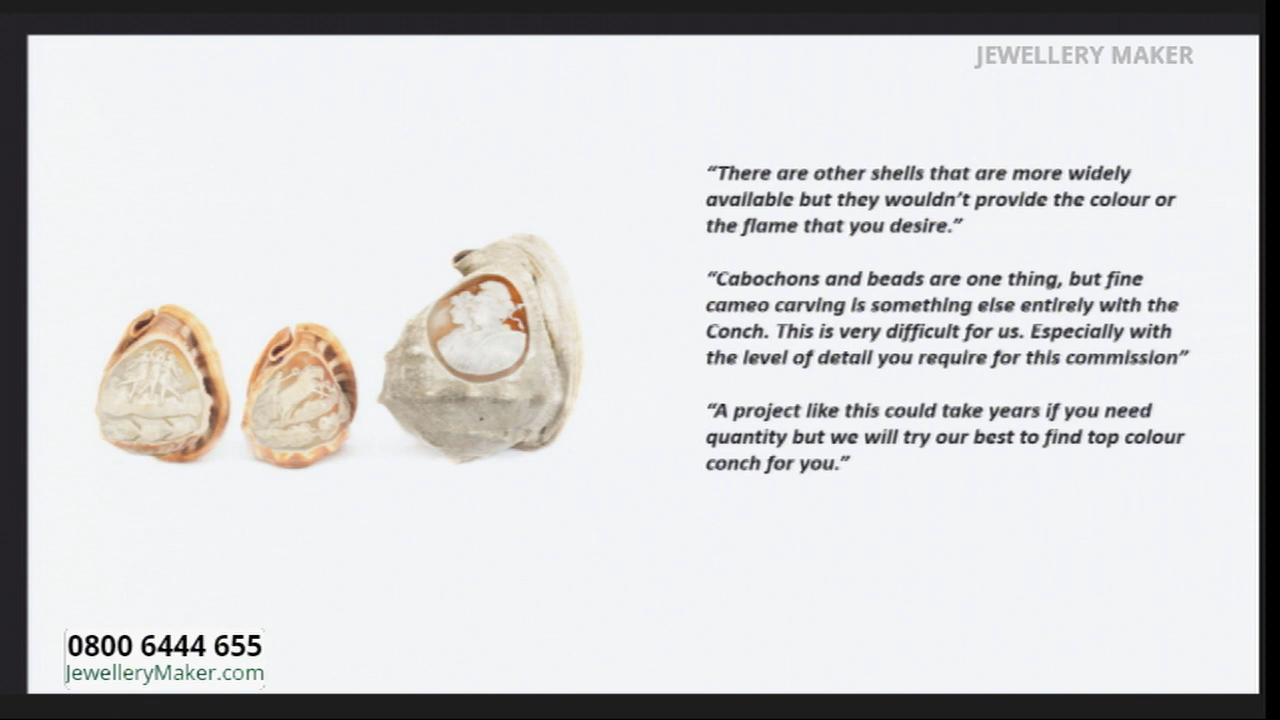 JEWELLERY MAKER
“There are other shells that are more widely
available but they wouldn’t provide the colour or
the flame that you desire.”
“Cabochons and beads are one thing, but fine
cameo carving is something else entirely with the
Conch. This is very difficult for us. Especially with
the level of detail you require for this commission”
“A project like this could take years if you need
quantity but we will try our best to find top colour
conch for you.”
0800 6444 655
JewelleryMaker.com